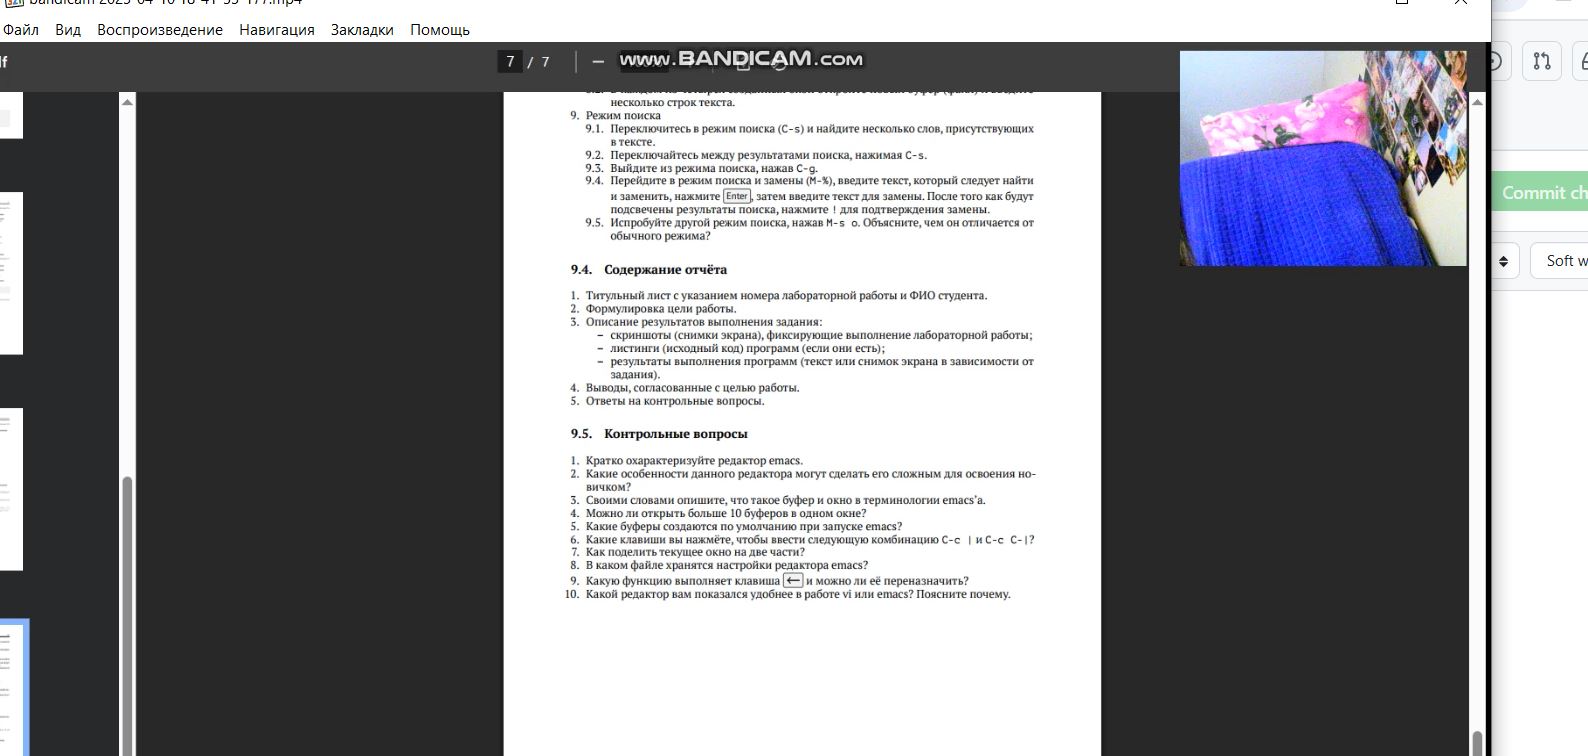 bandicam 2025-04-10 18-41-55-177.mp4
Файл Вид Воспроизведение Навигация Закладки Помощь
7 / 7
www.BANDICAM.com
несколько строк текста.
9. Режим поиска
9.1. Переключитесь в режим поиска (C-s) и найдите несколько слов, присутствующих
в тексте.
9.2. Переключайтесь между результатами поиска, нажимая C-s.
9.3. Выйдите из режима поиска, нажав C-g.
9.4. Перейдите в режим поиска и замены (M-%), введите текст, который следует найти
и заменить, нажмите Enter, затем введите текст для замены. После того как будут
подсвечены результаты поиска, нажмите ! для подтверждения замены.
9.5. Испробуйте другой режим поиска, нажав M-s o. Объясните, чем он отличается от
обычного режима?
9.4. Содержание отчёта
1. Титульный лист с указанием номера лабораторной работы и ФИО студента.
2. Формулировка цели работы.
3. Описание результатов выполнения задания:
– скриншоты (снимки экрана), фиксирующие выполнение лабораторной работы;
– листинги (исходный код) программ (если они есть);
– результаты выполнения программ (текст или снимок экрана в зависимости от
задания).
4. Выводы, согласованные с целью работы.
5. Ответы на контрольные вопросы.
9.5. Контрольные вопросы
1. Кратко охарактеризуйте редактор emacs.
2. Какие особенности данного редактора могут сделать его сложным для освоения но-
вичком?
3. Своими словами опишите, что такое буфер и окно в терминологии emacs’а.
4. Можно ли открыть больше 10 буферов в одном окне?
5. Какие буферы создаются по умолчанию при запуске emacs?
6. Какие клавиши вы нажмёте, чтобы ввести следующую комбинацию C-c | и C-c C-|?
7. Как поделить текущее окно на две части?
8. В каком файле хранятся настройки редактора emacs?
9. Какую функцию выполняет клавиша ← и можно ли её переназначить?
10. Какой редактор вам показался удобнее в работе vi или emacs? Поясните почему.
Commit ch
Soft w